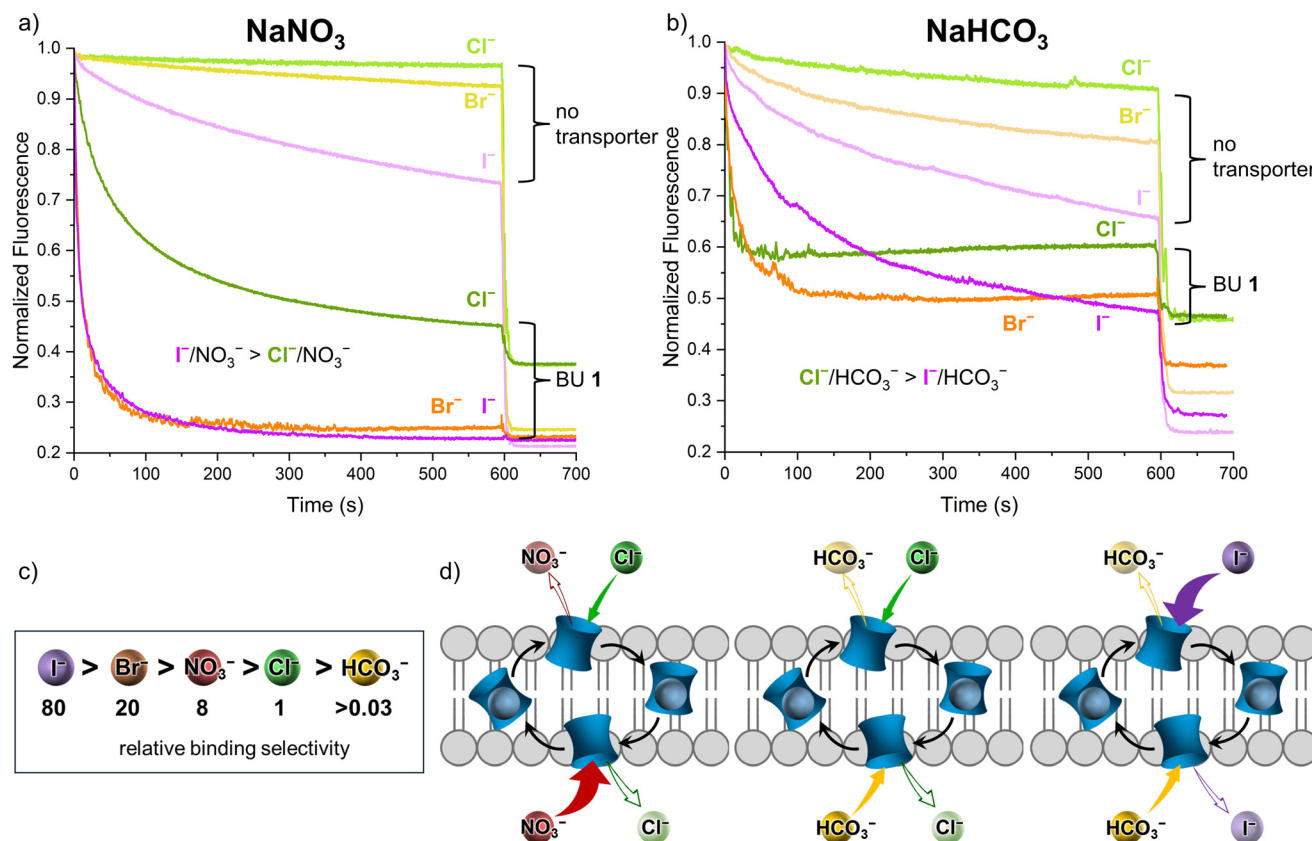 a)
NaNO₃
Normalized Fluorescence
1.0
0.9
0.8
0.7
0.6
0.5
0.4
0.3
0.2
0
100
200
300
400
500
600
700
Time (s)
Cl⁻
Br⁻
I⁻
no
transporter
Cl⁻
I⁻/NO₃⁻ > Cl⁻/NO₃⁻
BU 1
Br⁻
I⁻
b)
NaHCO₃
Normalized Fluorescence
1.0
0.9
0.8
0.7
0.6
0.5
0.4
0.3
0.2
0
100
200
300
400
500
600
700
Time (s)
Cl⁻
Br⁻
no
transporter
I⁻
Cl⁻
BU 1
Br⁻
I⁻
Cl⁻/HCO₃⁻ > I⁻/HCO₃⁻
c)
I⁻ > Br⁻ > NO₃⁻ > Cl⁻ > HCO₃⁻
80 20 8 1 >0.03
relative binding selectivity
d)
NO₃⁻
Cl⁻
NO₃⁻
Cl⁻
HCO₃⁻
Cl⁻
HCO₃⁻
Cl⁻
HCO₃⁻
I⁻
HCO₃⁻
I⁻